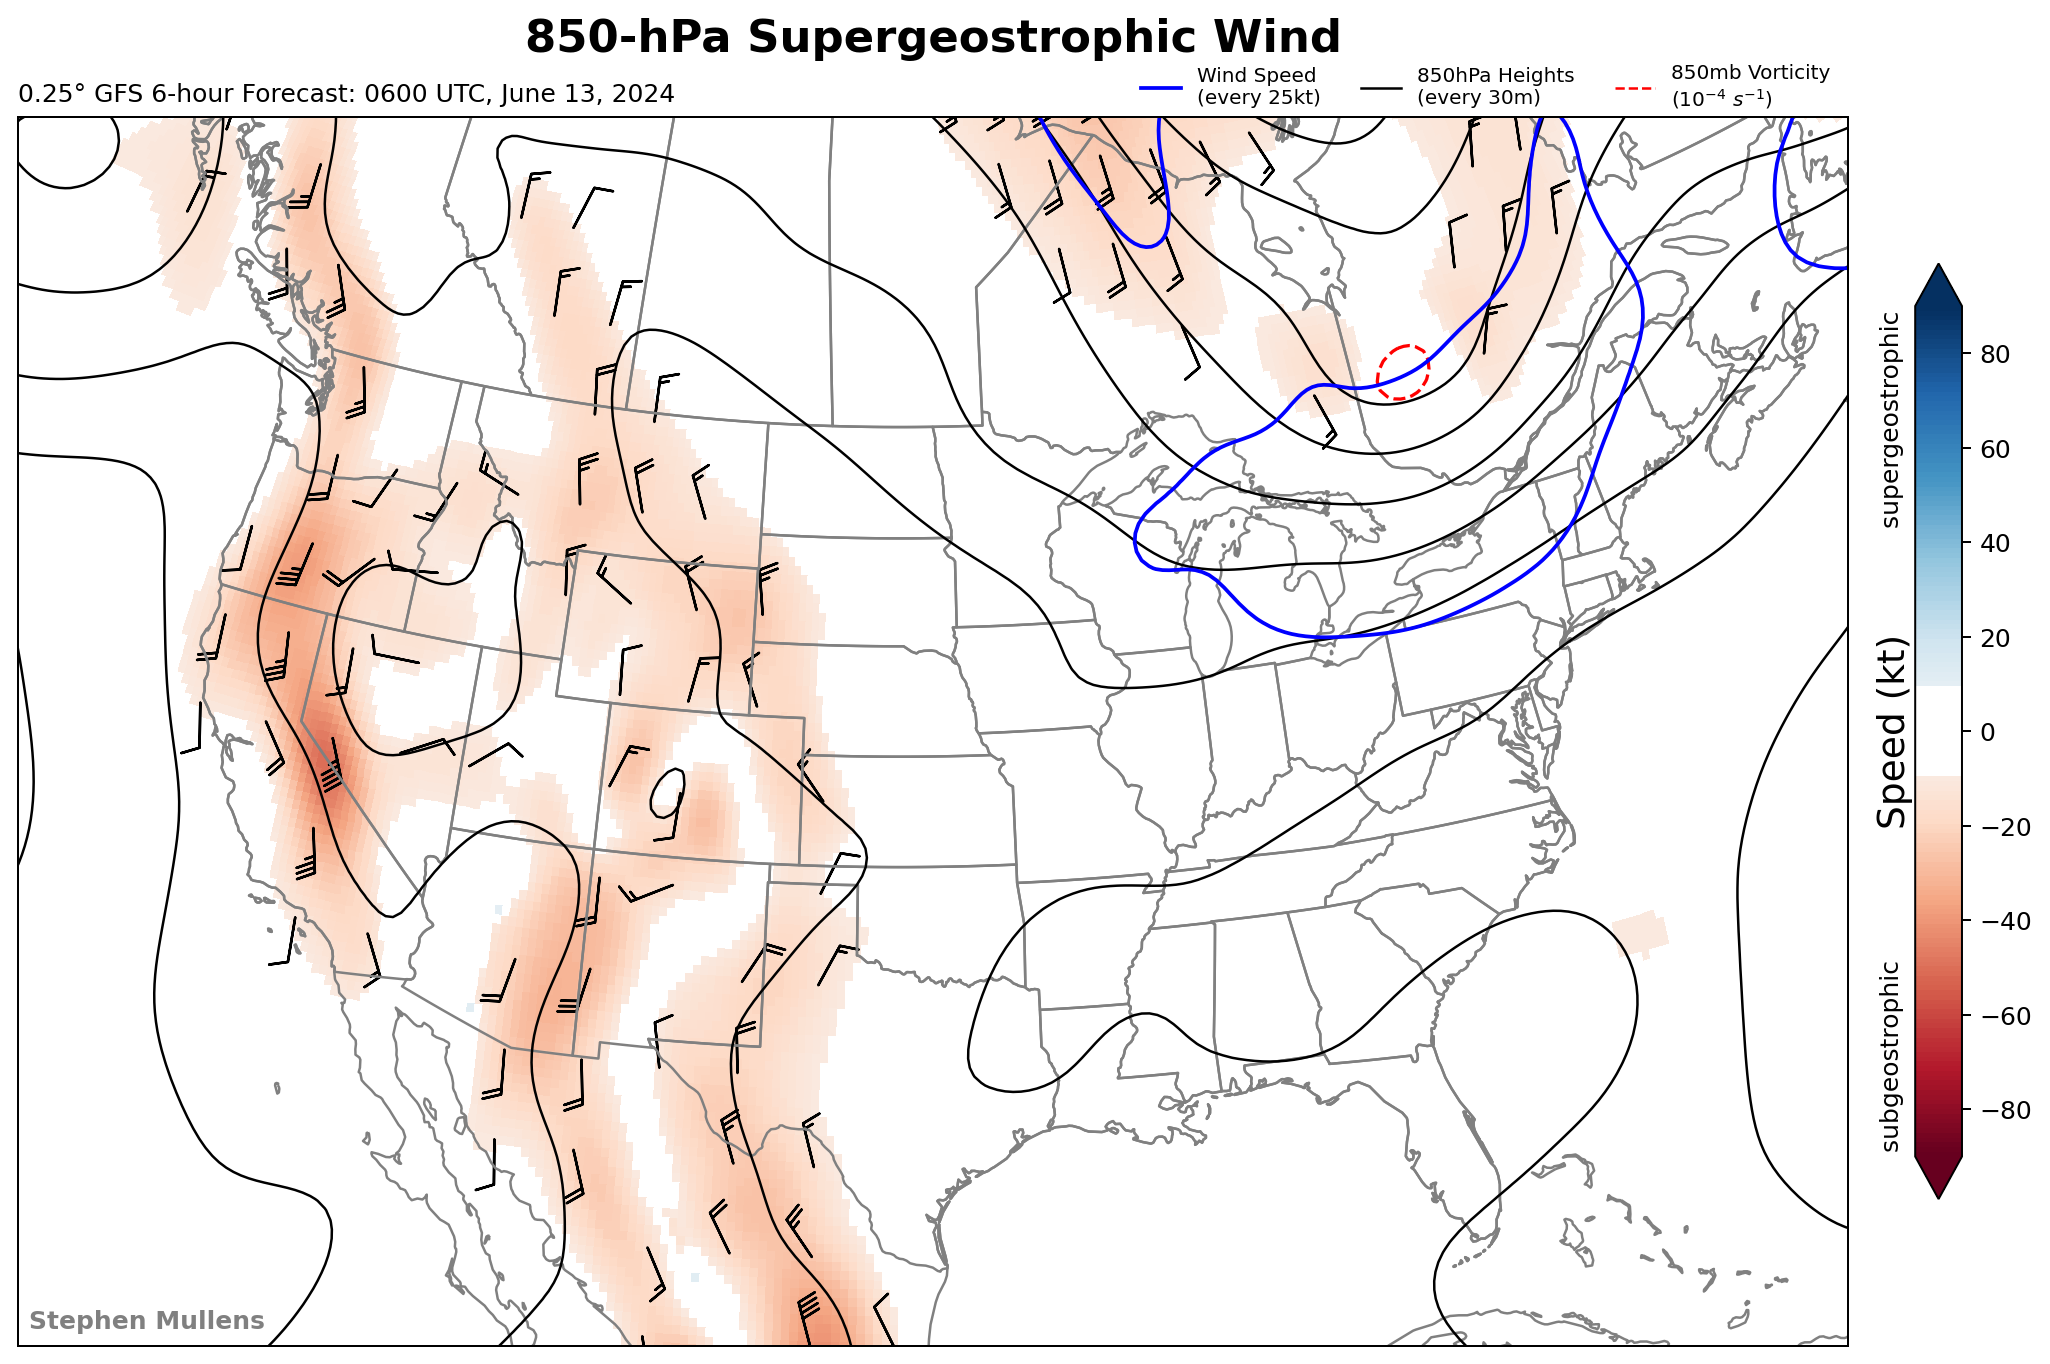 850-hPa Supergeostrophic Wind
0.25° GFS 6-hour Forecast: 0600 UTC, June 13, 2024
Wind Speed
(every 25kt)
850hPa Heights
(every 30m)
850mb Vorticity
(10⁻⁴ s⁻¹)
supergeostrophic
Speed (kt)
subgeostrophic
80
60
40
20
0
−20
−40
−60
−80
Stephen Mullens